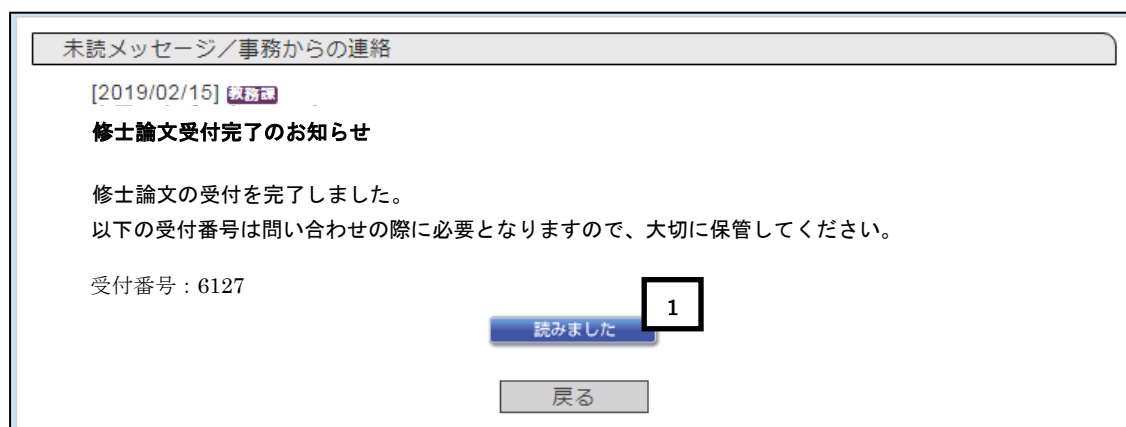 未読メッセージ／事務からの連絡
[2019/02/15] 教務課
修士論文受付完了のお知らせ
修士論文の受付を完了しました。
以下の受付番号は問い合わせの際に必要となりますので、大切に保管してください。
受付番号：6127
1
読みました
戻る